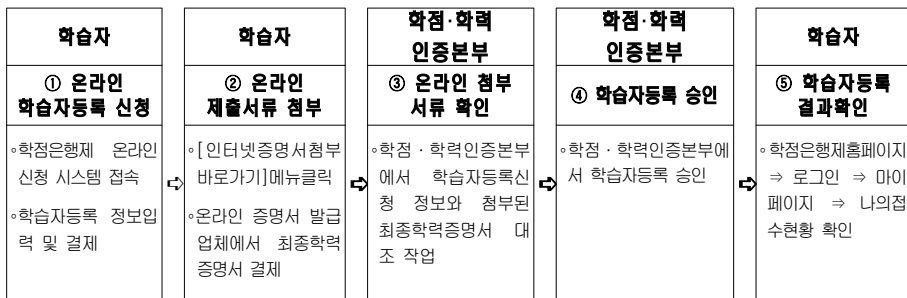 학습자
① 온라인
학습자등록 신청
◦학점은행제 온라인
신청 시스템 접속
◦학습자등록 정보입
력 및 결제
⇨
학습자
② 온라인
제출서류 첨부
◦[인터넷증명서첨부
바로가기]메뉴클릭
◦온라인 증명서 발급
업체에서 최종학력
증명서 결제
⇨
학점·학력
인증본부
③ 온라인 첨부
서류 확인
◦학점·학력인증본부
에서 학습자등록신
청 정보와 첨부된
최종학력증명서 대
조 작업
⇨
학점·학력
인증본부
④ 학습자등록 승인
◦학점·학력인증본부에
서 학습자등록 승인
⇨
학습자
⑤ 학습자등록
결과확인
◦학점은행제홈페이지
⇒ 로그인 ⇒ 마이
페이지 ⇒ 나의접
수현황 확인